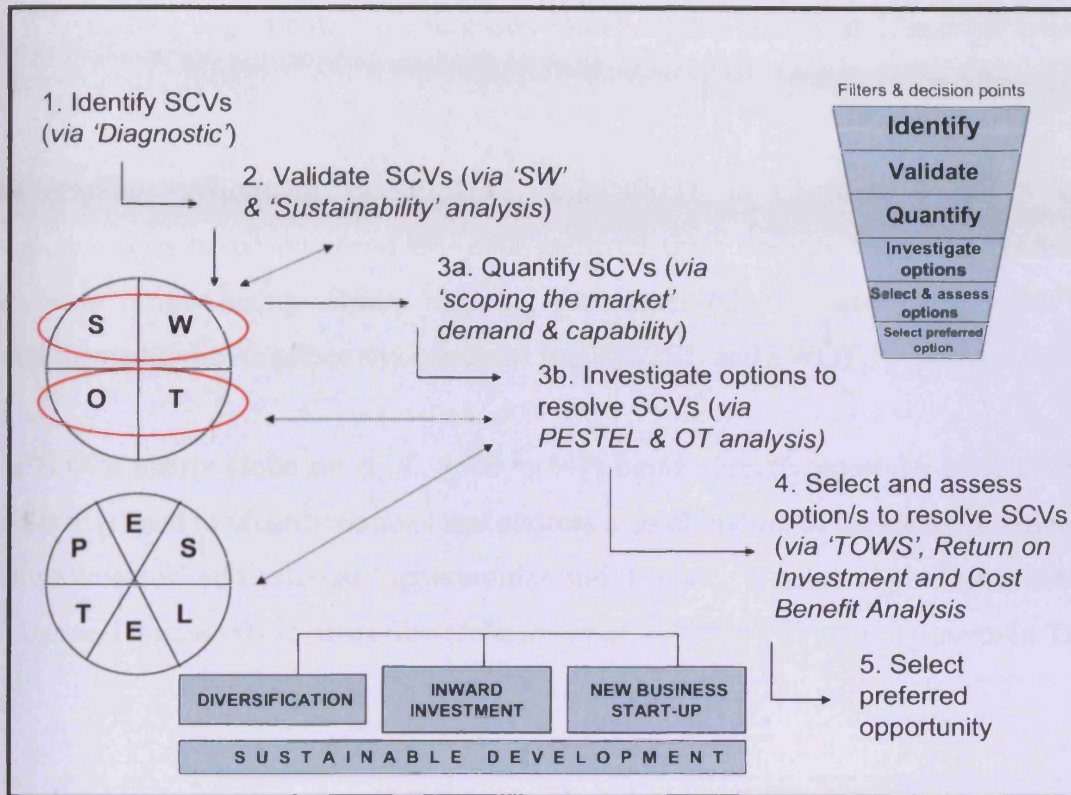 1. Identify SCVs
(via ‘Diagnostic’)
Filters & decision points
Identify
Validate
Quantify
Investigate
options
Select & assess
options
Select preferred
option
2. Validate SCVs (via ‘SW’
& ‘Sustainability’ analysis)
3a. Quantify SCVs (via
‘scoping the market’
demand & capability)
S W
O T
3b. Investigate options to
resolve SCVs (via
PESTEL & OT analysis)
P E S
T E L
4. Select and assess
option/s to resolve SCVs
(via ‘TOWS’, Return on
Investment and Cost
Benefit Analysis
5. Select
preferred
opportunity
DIVERSIFICATION
INWARD
INVESTMENT
NEW BUSINESS
START-UP
SUSTAINABLE DEVELOPMENT